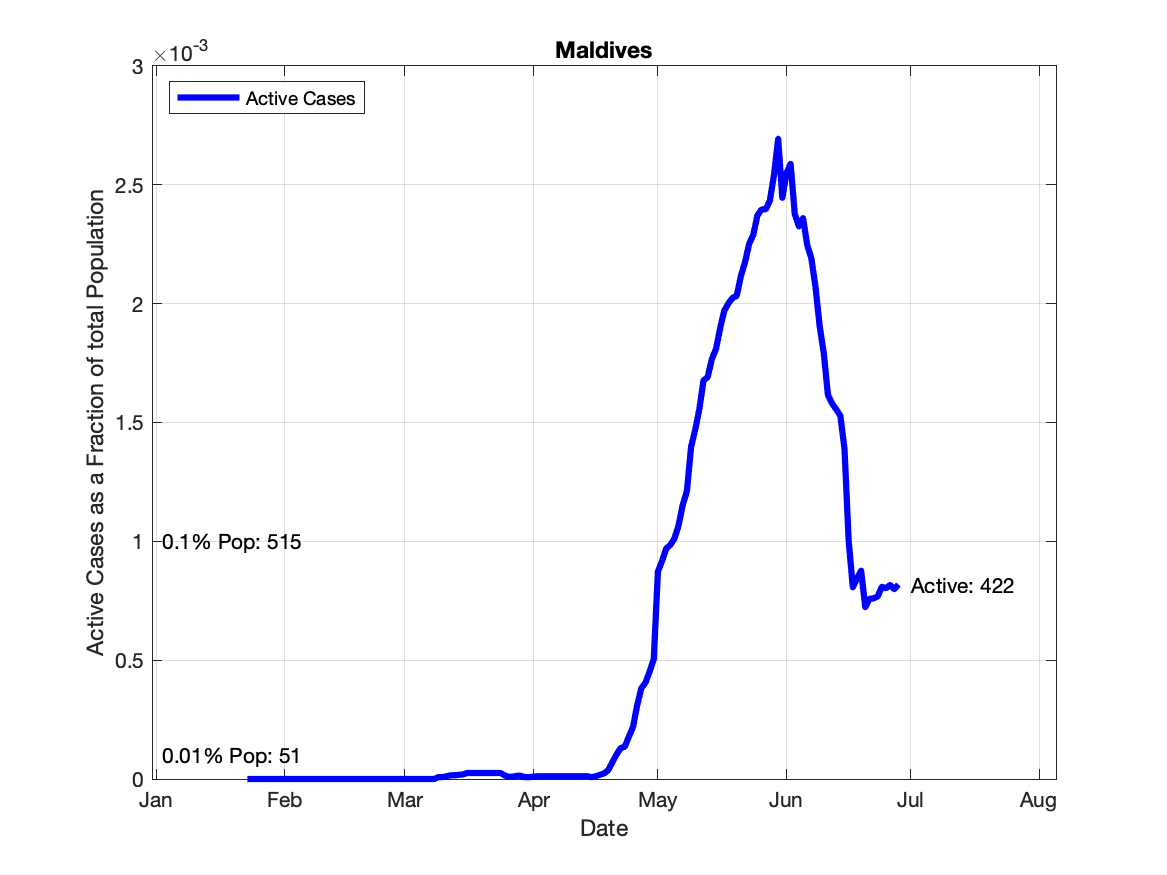 Maldives
×10-3
Active Cases
3
2.5
2
1.5
1
0.5
0
Active Cases as a Fraction of total Population
0.1% Pop: 515
0.01% Pop: 51
Active: 422
Jan Feb Mar Apr May Jun Jul Aug
Date